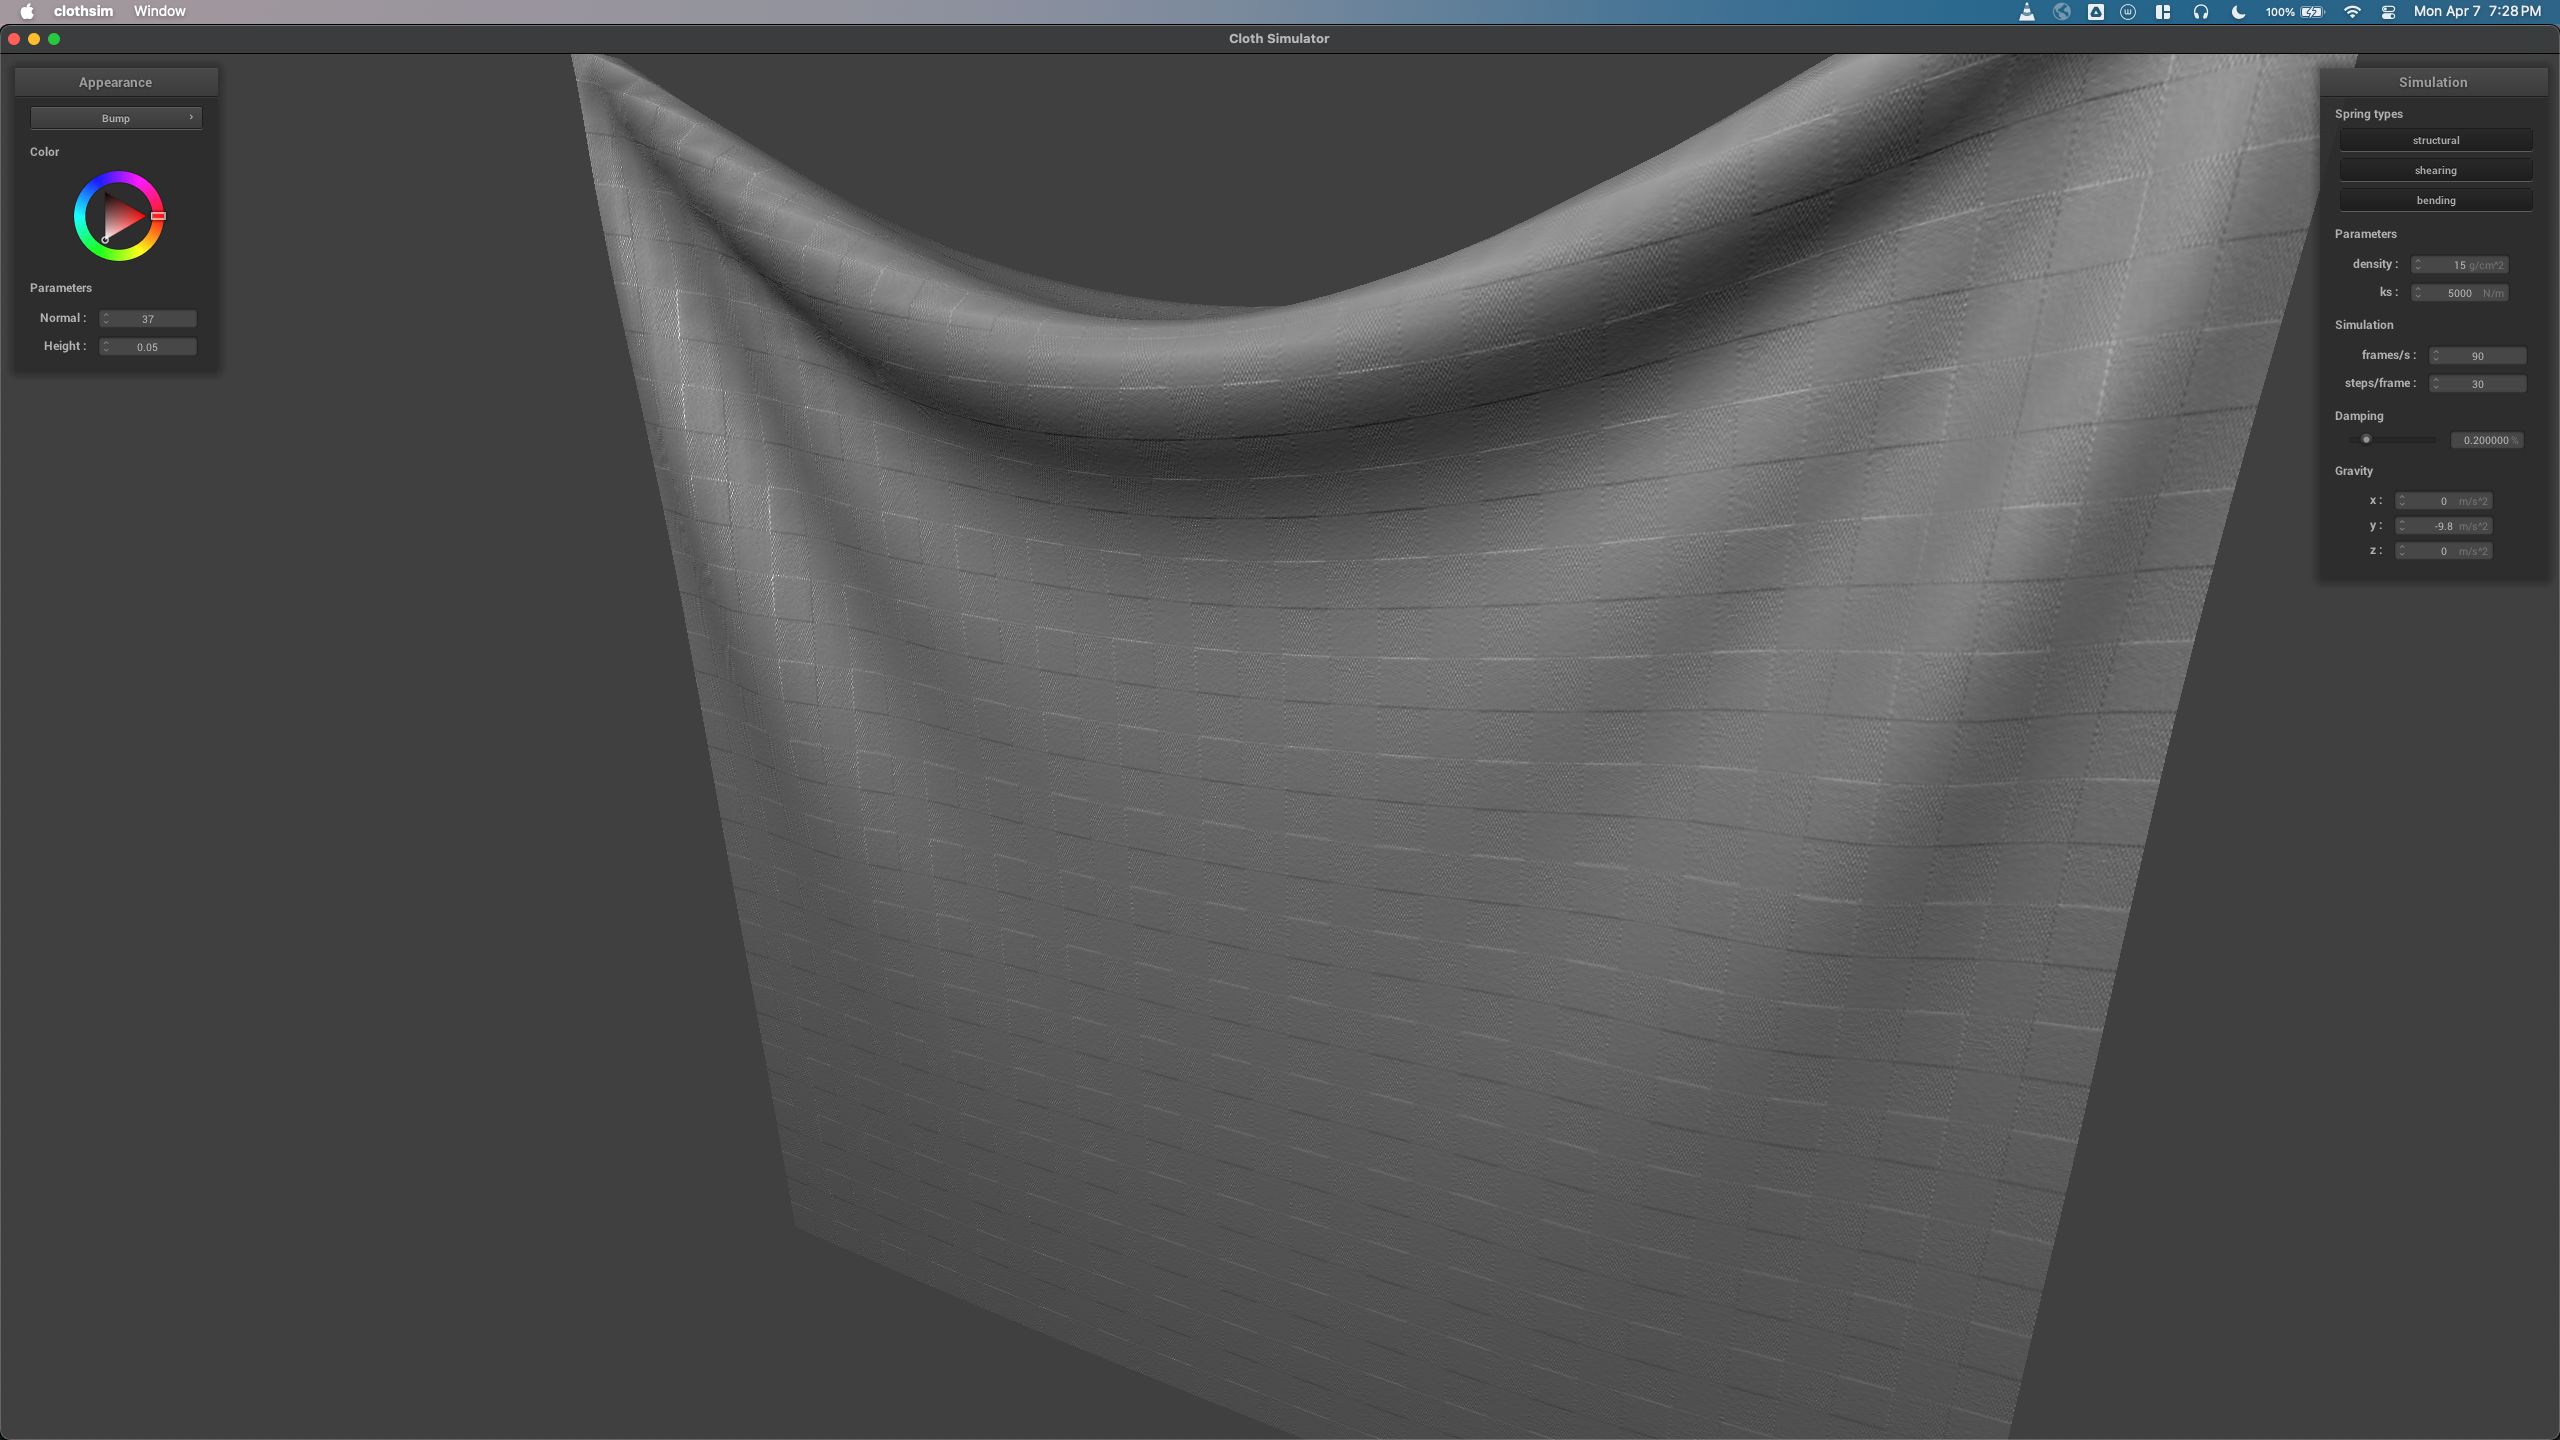 clothsim Window
100% Mon Apr 7 7:28 PM
Cloth Simulator
Appearance
Bump
Color
Parameters
Normal : 37
Height : 0.05
Simulation
Spring types
structural
shearing
bending
Parameters
density : 15 g/cm^2
ks : 5000 N/m
Simulation
frames/s : 90
steps/frame : 30
Damping
0.200000 %
Gravity
x : 0 m/s^2
y : -9.8 m/s^2
z : 0 m/s^2